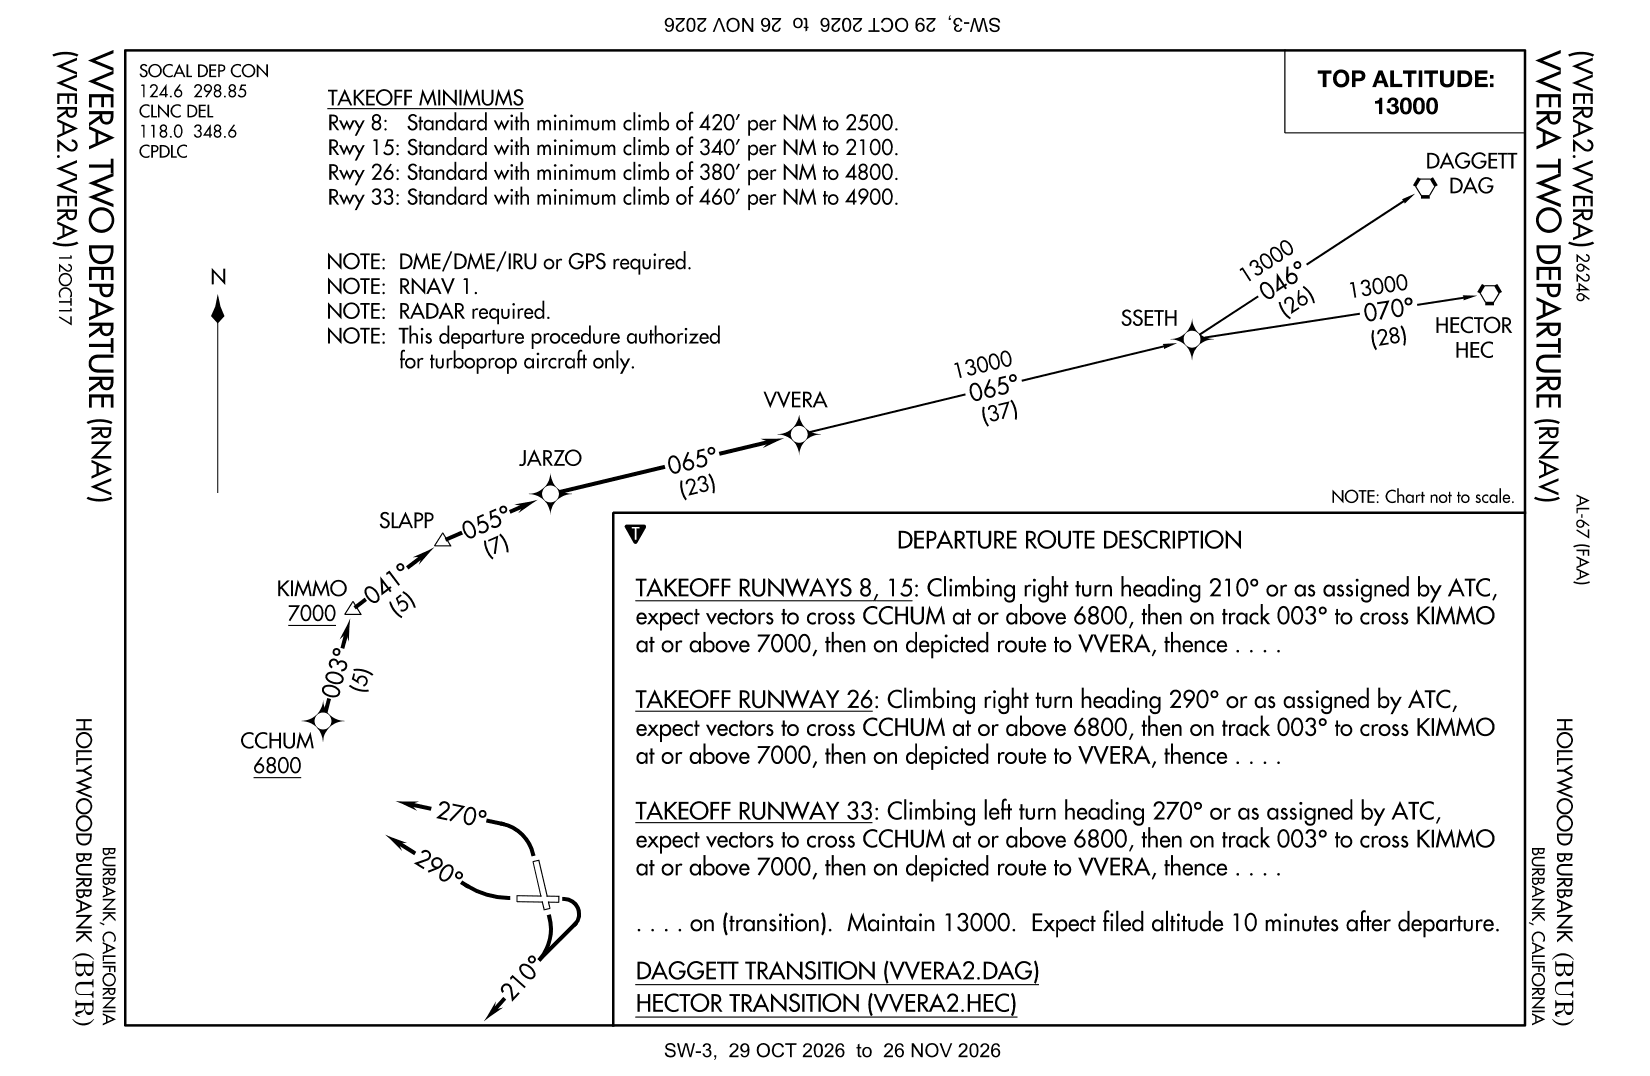 SW-3, 29 OCT 2026 to 26 NOV 2026
(VVERA2.VVERA) 12OCT17
VVERA TWO DEPARTURE (RNAV)
HOLLYWOOD BURBANK (BUR)
BURBANK, CALIFORNIA
SOCAL DEP CON
124.6 298.85
CLNC DEL
118.0 348.6
CPDLC
TAKEOFF MINIMUMS
Rwy 8: Standard with minimum climb of 420′ per NM to 2500.
Rwy 15: Standard with minimum climb of 340′ per NM to 2100.
Rwy 26: Standard with minimum climb of 380′ per NM to 4800.
Rwy 33: Standard with minimum climb of 460′ per NM to 4900.
NOTE: DME/DME/IRU or GPS required.
NOTE: RNAV 1.
NOTE: RADAR required.
NOTE: This departure procedure authorized
for turboprop aircraft only.
TOP ALTITUDE:
13000
N
DAGGETT
DAG
13000
046°
(26)
13000
070°
(28)
HECTOR
HEC
SSETH
13000
065°
(37)
VVERA
065°
(23)
JARZO
055°
(7)
SLAPP
041°
(5)
KIMMO
7000
003°
(5)
CCHUM
6800
270°
290°
210°
NOTE: Chart not to scale.
T
DEPARTURE ROUTE DESCRIPTION
TAKEOFF RUNWAYS 8, 15: Climbing right turn heading 210° or as assigned by ATC,
expect vectors to cross CCHUM at or above 6800, then on track 003° to cross KIMMO
at or above 7000, then on depicted route to VVERA, thence . . . .
TAKEOFF RUNWAY 26: Climbing right turn heading 290° or as assigned by ATC,
expect vectors to cross CCHUM at or above 6800, then on track 003° to cross KIMMO
at or above 7000, then on depicted route to VVERA, thence . . . .
TAKEOFF RUNWAY 33: Climbing left turn heading 270° or as assigned by ATC,
expect vectors to cross CCHUM at or above 6800, then on track 003° to cross KIMMO
at or above 7000, then on depicted route to VVERA, thence . . . .
. . . . on (transition). Maintain 13000. Expect filed altitude 10 minutes after departure.
DAGGETT TRANSITION (VVERA2.DAG)
HECTOR TRANSITION (VVERA2.HEC)
(VVERA2.VVERA) 26246
VVERA TWO DEPARTURE (RNAV)
AL-67 (FAA)
HOLLYWOOD BURBANK (BUR)
BURBANK, CALIFORNIA
SW-3, 29 OCT 2026 to 26 NOV 2026